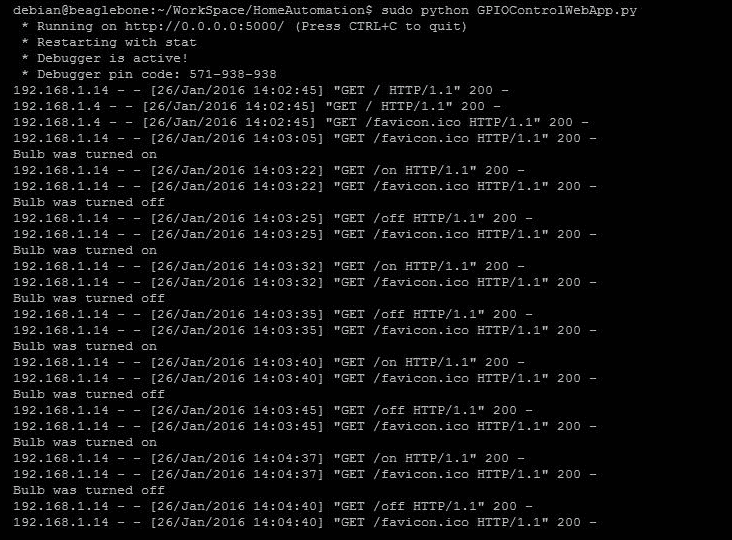 debian@beaglebone:~/WorkSpace/HomeAutomation$ sudo python GPIOControlWebApp.py
 * Running on http://0.0.0.0:5000/ (Press CTRL+C to quit)
 * Restarting with stat
 * Debugger is active!
 * Debugger pin code: 571-938-938
192.168.1.14 - - [26/Jan/2016 14:02:45] "GET / HTTP/1.1" 200 -
192.168.1.4 - - [26/Jan/2016 14:02:45] "GET / HTTP/1.1" 200 -
192.168.1.4 - - [26/Jan/2016 14:02:45] "GET /favicon.ico HTTP/1.1" 200 -
192.168.1.14 - - [26/Jan/2016 14:03:05] "GET /favicon.ico HTTP/1.1" 200 -
Bulb was turned on
192.168.1.14 - - [26/Jan/2016 14:03:22] "GET /on HTTP/1.1" 200 -
192.168.1.14 - - [26/Jan/2016 14:03:22] "GET /favicon.ico HTTP/1.1" 200 -
Bulb was turned off
192.168.1.14 - - [26/Jan/2016 14:03:25] "GET /off HTTP/1.1" 200 -
192.168.1.14 - - [26/Jan/2016 14:03:25] "GET /favicon.ico HTTP/1.1" 200 -
Bulb was turned on
192.168.1.14 - - [26/Jan/2016 14:03:32] "GET /on HTTP/1.1" 200 -
192.168.1.14 - - [26/Jan/2016 14:03:32] "GET /favicon.ico HTTP/1.1" 200 -
Bulb was turned off
192.168.1.14 - - [26/Jan/2016 14:03:35] "GET /off HTTP/1.1" 200 -
192.168.1.14 - - [26/Jan/2016 14:03:35] "GET /favicon.ico HTTP/1.1" 200 -
Bulb was turned on
192.168.1.14 - - [26/Jan/2016 14:03:40] "GET /on HTTP/1.1" 200 -
192.168.1.14 - - [26/Jan/2016 14:03:40] "GET /favicon.ico HTTP/1.1" 200 -
Bulb was turned off
192.168.1.14 - - [26/Jan/2016 14:03:45] "GET /off HTTP/1.1" 200 -
192.168.1.14 - - [26/Jan/2016 14:03:45] "GET /favicon.ico HTTP/1.1" 200 -
Bulb was turned on
192.168.1.14 - - [26/Jan/2016 14:04:37] "GET /on HTTP/1.1" 200 -
192.168.1.14 - - [26/Jan/2016 14:04:37] "GET /favicon.ico HTTP/1.1" 200 -
Bulb was turned off
192.168.1.14 - - [26/Jan/2016 14:04:40] "GET /off HTTP/1.1" 200 -
192.168.1.14 - - [26/Jan/2016 14:04:40] "GET /favicon.ico HTTP/1.1" 200 -